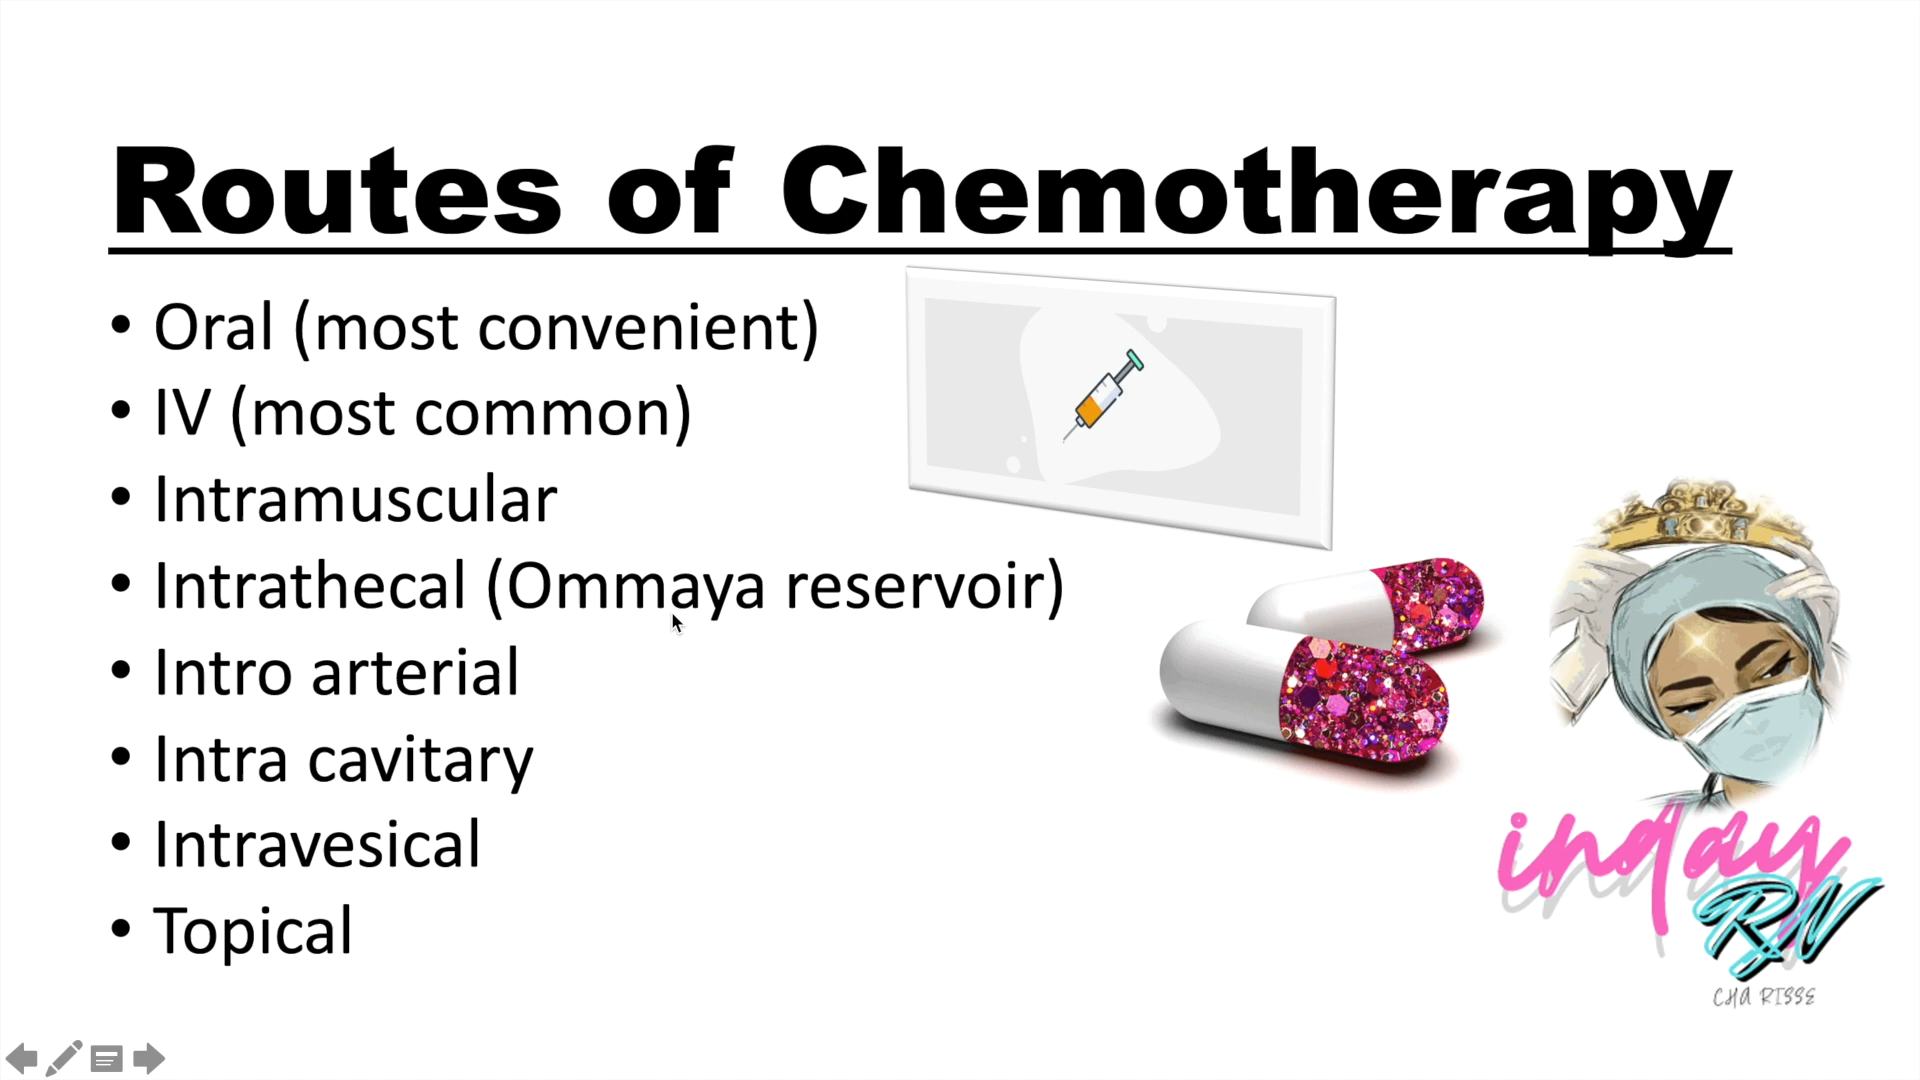 Routes of Chemotherapy
• Oral (most convenient)
• IV (most common)
• Intramuscular
• Intrathecal (Ommaya reservoir)
• Intro arterial
• Intra cavitary
• Intravesical
• Topical
inday
RN
CHA RISSE